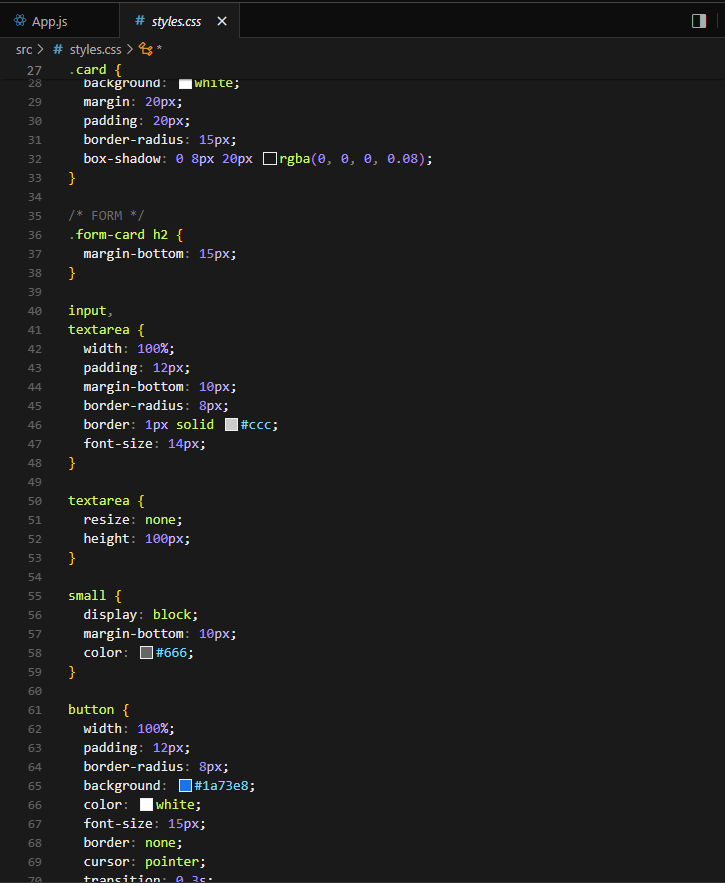 App.js
# styles.css ×
src > # styles.css > *
27 .card {
28   background: white;
29   margin: 20px;
30   padding: 20px;
31   border-radius: 15px;
32   box-shadow: 0 8px 20px rgba(0, 0, 0, 0.08);
33 }
34
35 /* FORM */
36 .form-card h2 {
37   margin-bottom: 15px;
38 }
39
40 input,
41 textarea {
42   width: 100%;
43   padding: 12px;
44   margin-bottom: 10px;
45   border-radius: 8px;
46   border: 1px solid #ccc;
47   font-size: 14px;
48 }
49
50 textarea {
51   resize: none;
52   height: 100px;
53 }
54
55 small {
56   display: block;
57   margin-bottom: 10px;
58   color: #666;
59 }
60
61 button {
62   width: 100%;
63   padding: 12px;
64   border-radius: 8px;
65   background: #1a73e8;
66   color: white;
67   font-size: 15px;
68   border: none;
69   cursor: pointer;
70   transition: 0.3s;